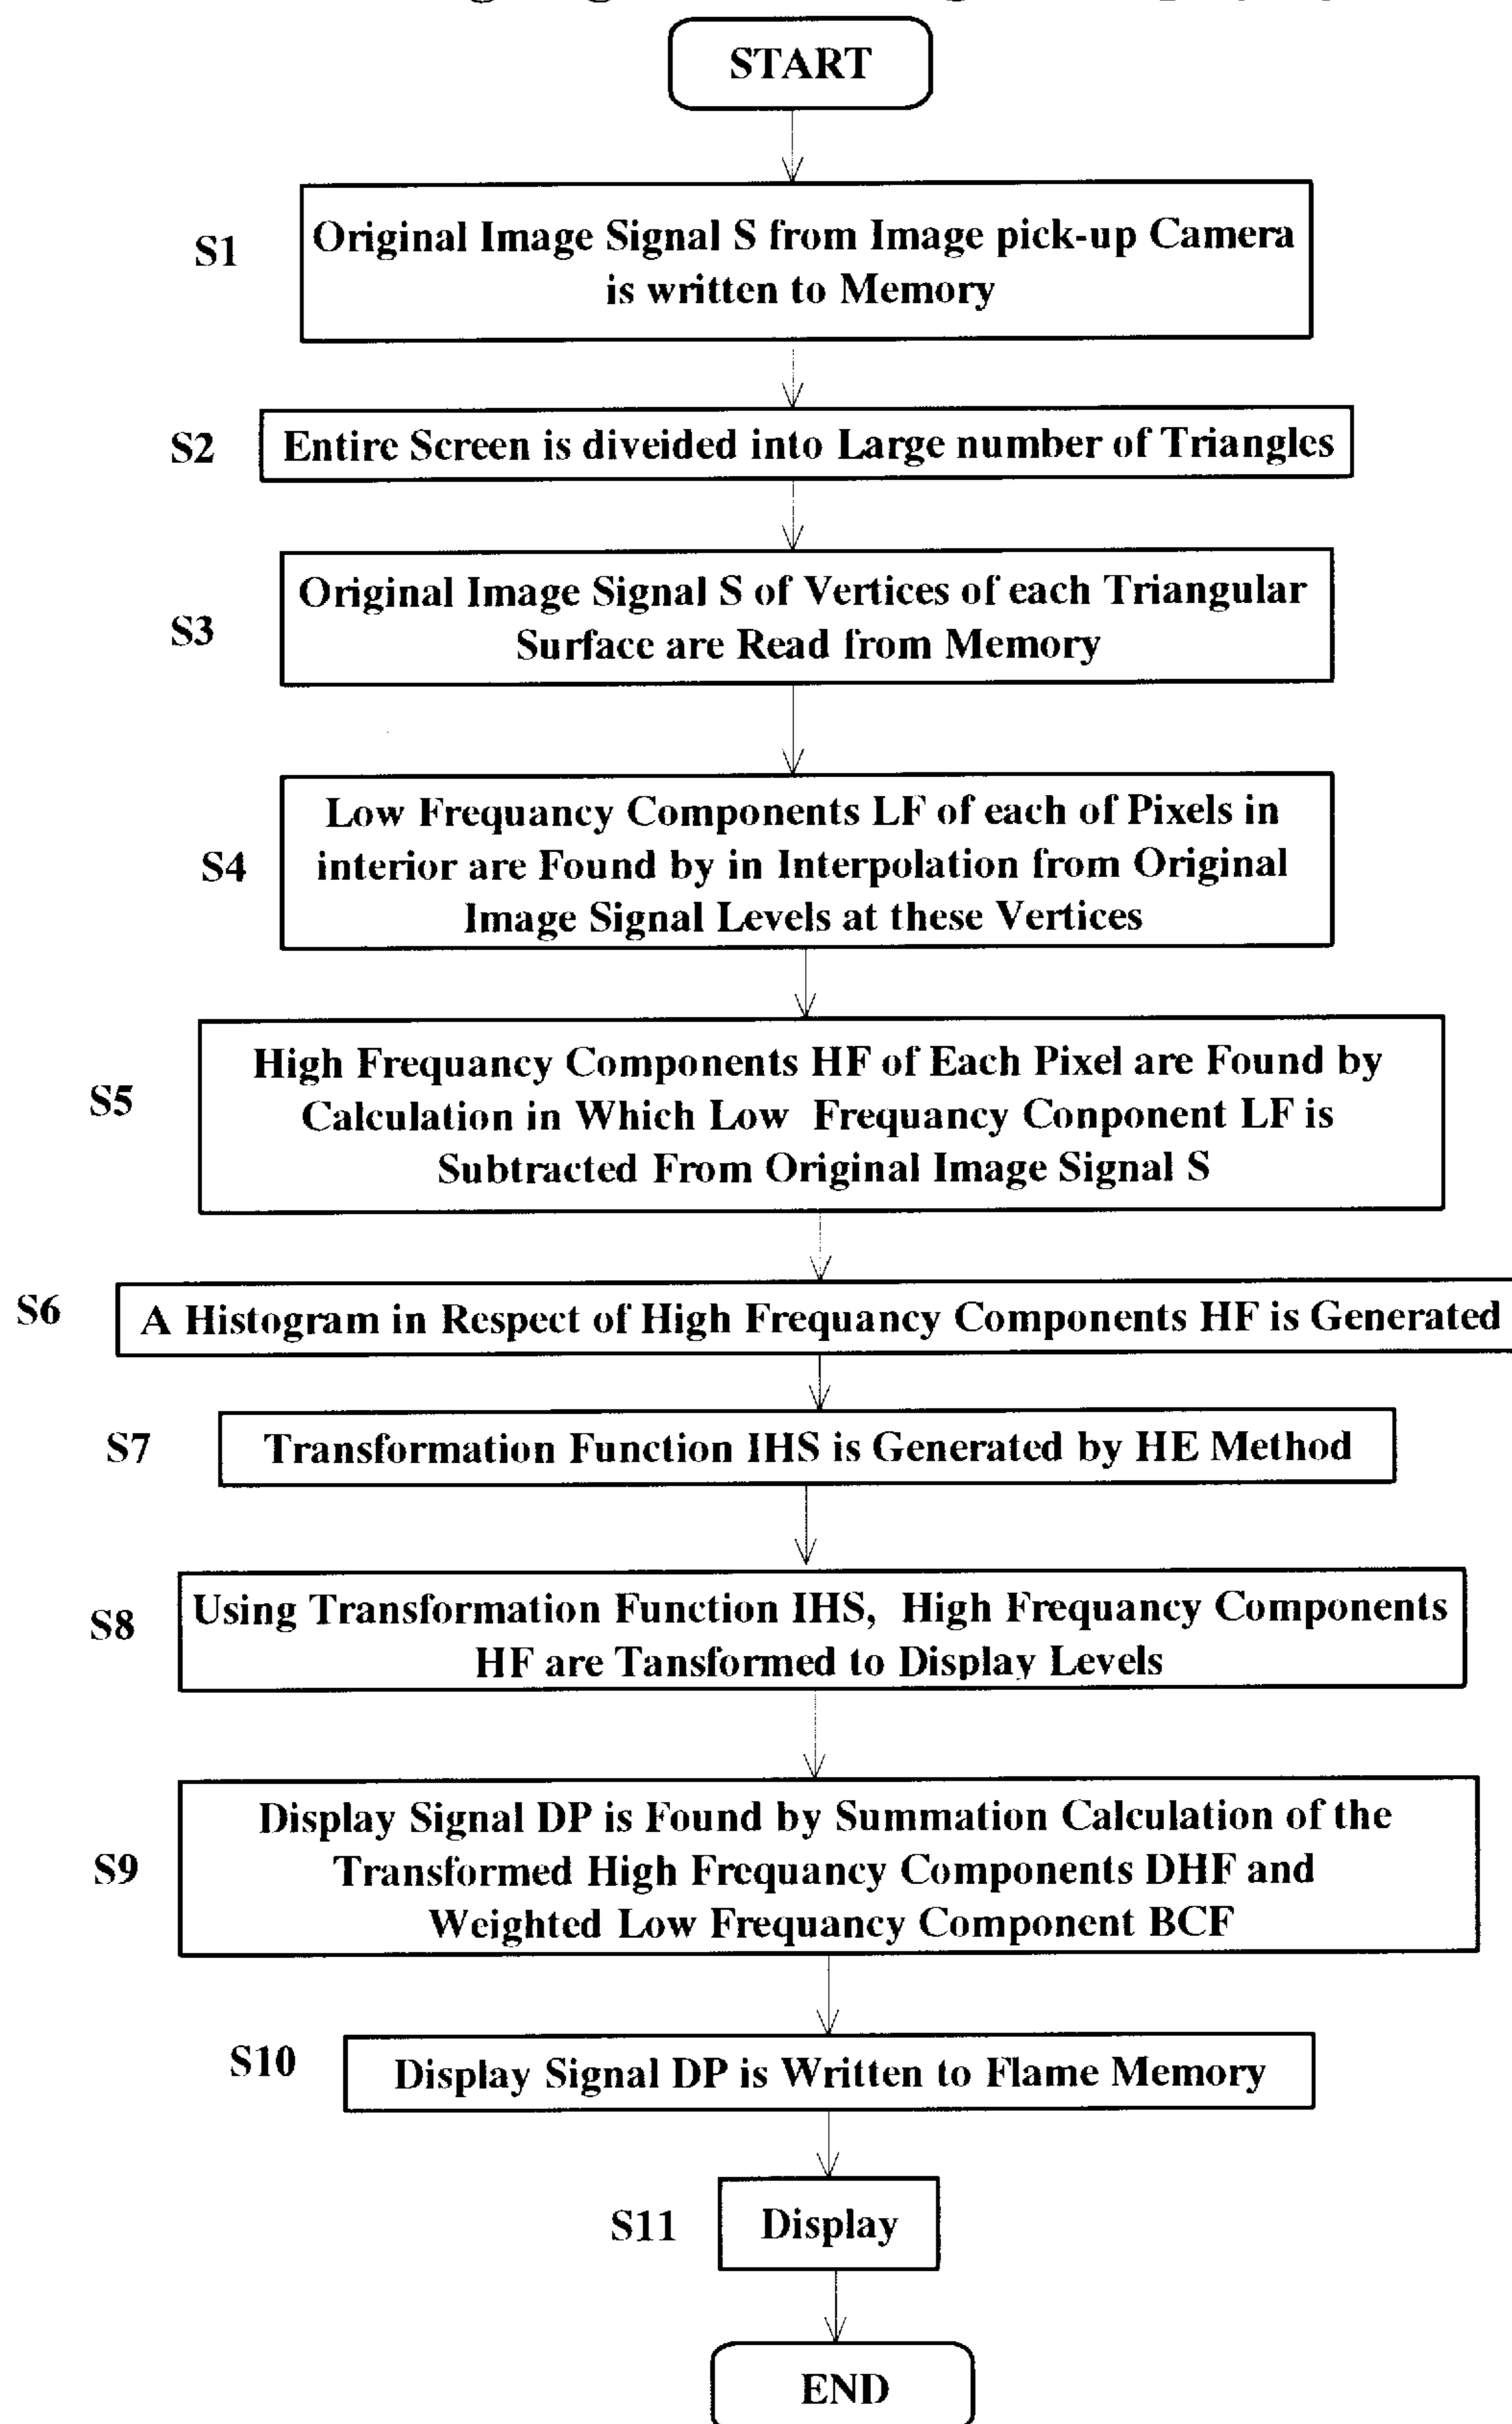 START
S1
Original Image Signal S from Image pick-up Camera
is written to Memory
S2
Entire Screen is diveided into Large number of Triangles
S3
Original Image Signal S of Vertices of each Triangular
Surface are Read from Memory
S4
Low Frequancy Components LF of each of Pixels in
interior are Found by in Interpolation from Original
Image Signal Levels at these Vertices
S5
High Frequancy Components HF of Each Pixel are Found by
Calculation in Which Low Frequancy Conponent LF is
Subtracted From Original Image Signal S
S6
A Histogram in Respect of High Frequancy Components HF is Generated
S7
Transformation Function IHS is Generated by HE Method
S8
Using Transformation Function IHS, High Frequancy Components
HF are Tansformed to Display Levels
S9
Display Signal DP is Found by Summation Calculation of the
Transformed High Frequancy Components DHF and
Weighted Low Frequancy Component BCF
S10
Display Signal DP is Written to Flame Memory
S11
Display
END